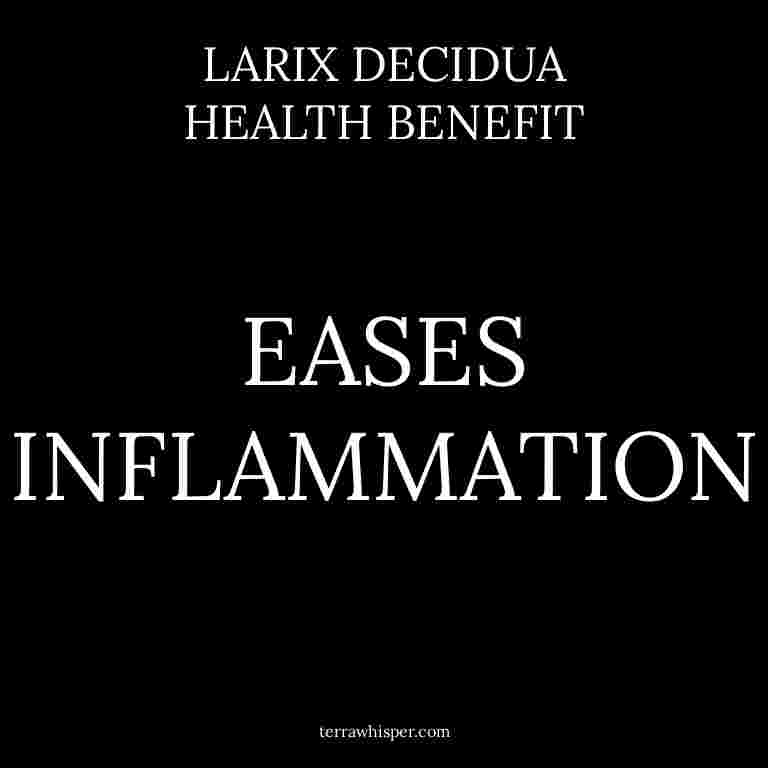 LARIX DECIDUA
HEALTH BENEFIT
EASES
INFLAMMATION
terrawhisper.com